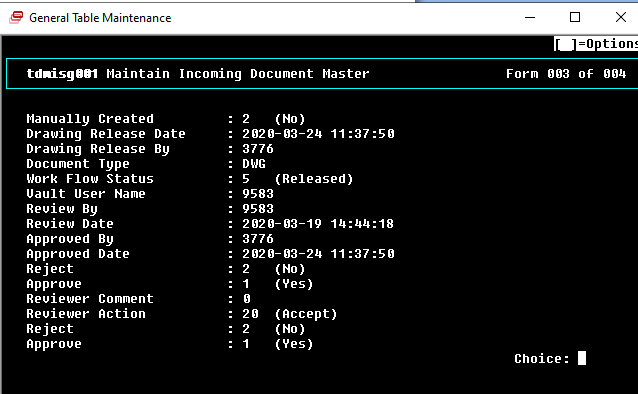 General Table Maintenance
[ ]=Options
Maintain Incoming Document Master Form 003 of 004
Manually Created : 2 (No)
Drawing Release Date : 2020-03-24 11:37:50
Drawing Release By : 3776
Document Type : DWG
Work Flow Status : 5 (Released)
Vault User Name : 9583
Review By : 9583
Review Date : 2020-03-19 14:44:18
Approved By : 3776
Approved Date : 2020-03-24 11:37:50
Reject : 2 (No)
Approve : 1 (Yes)
Reviewer Comment : 0
Reviewer Action : 20 (Accept)
Reject : 2 (No)
Approve : 1 (Yes)
Choice: